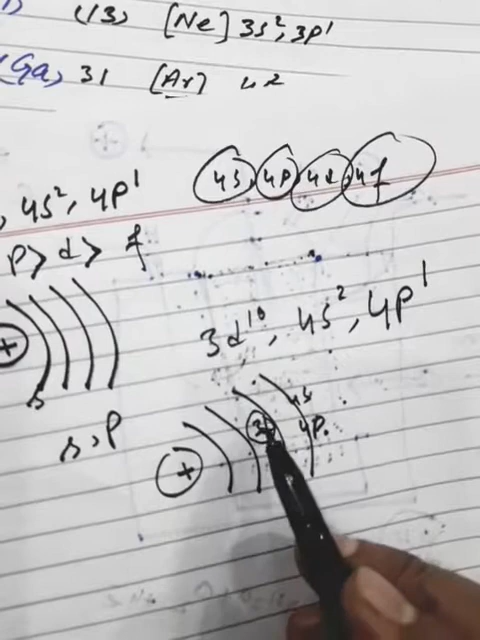 (13) [Ne] 3s², 3p¹
(Ga) 31 [Ar] 4s²
4s, 4p, 4d, 4f
, 4s², 4p¹
p > d > f
3d¹⁰, 4s², 4p¹
+
s
s, p
4s
3d 4p
+